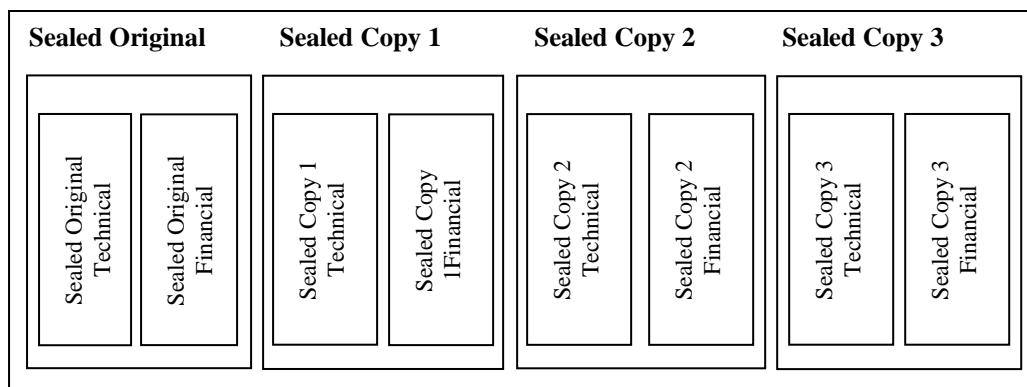 Sealed Original
Sealed Copy 1
Sealed Copy 2
Sealed Copy 3
Sealed Original
Technical
Sealed Original
Financial
Sealed Copy 1
Technical
Sealed Copy
1Financial
Sealed Copy 2
Technical
Sealed Copy 2
Financial
Sealed Copy 3
Technical
Sealed Copy 3
Financial